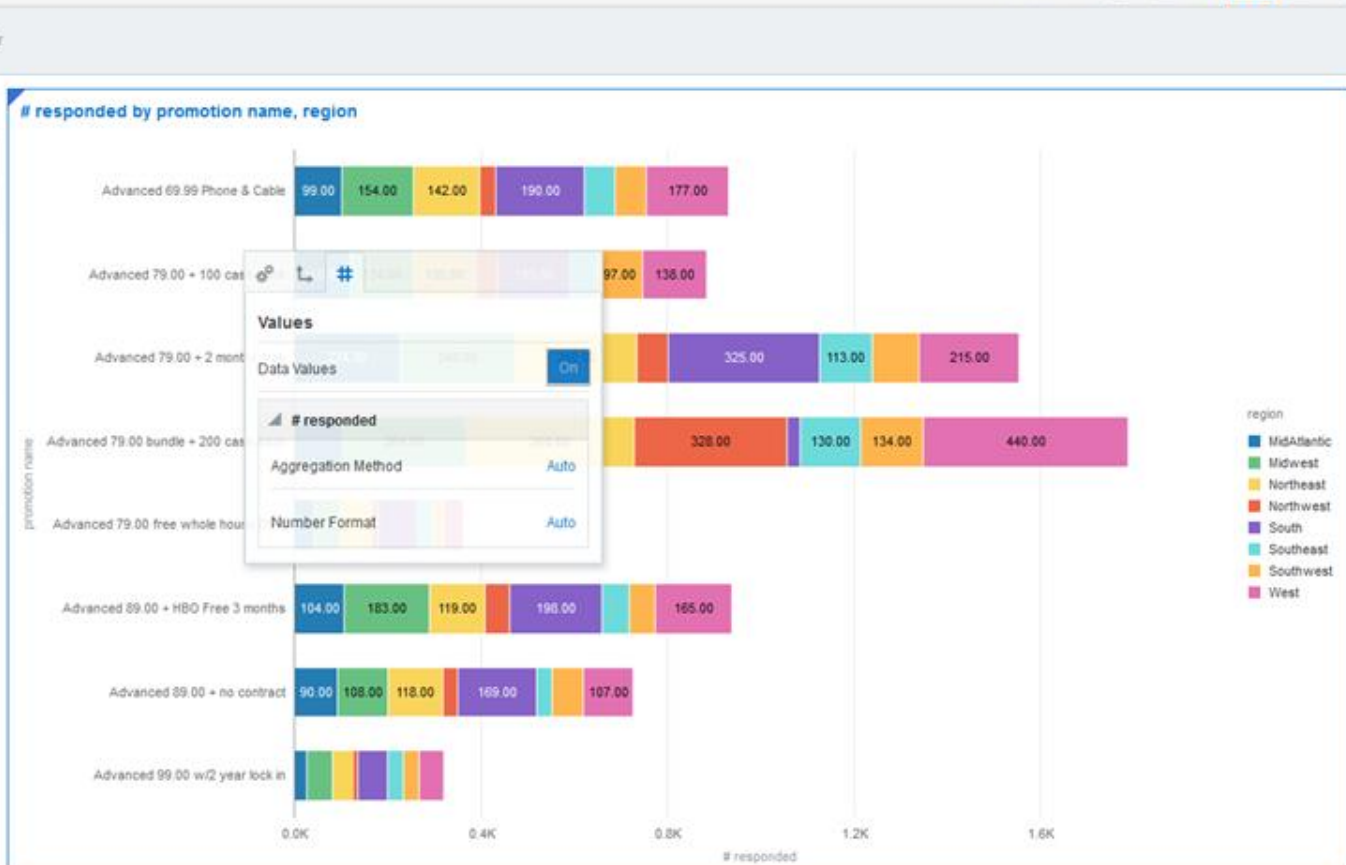 # responded by promotion name, region
Advanced 69.99 Phone & Cable 99.00 154.00 142.00 190.00 177.00
Advanced 79.00 + 100 cas 97.00 138.00
Values
Advanced 79.00 + 2 mont 325.00 113.00 215.00
Data Values On
# responded
Advanced 79.00 bundle + 200 cas 328.00 130.00 134.00 440.00
Aggregation Method Auto
Advanced 79.00 free whole hou
Number Format Auto
Advanced 89.00 + HBO Free 3 months 104.00 183.00 119.00 198.00 165.00
Advanced 89.00 + no contract 90.00 108.00 118.00 169.00 107.00
Advanced 99.00 w/2 year lock in
0.0K 0.4K 0.8K 1.2K 1.6K
# responded
promotion name
region
MidAtlantic
Midwest
Northeast
Northwest
South
Southeast
Southwest
West